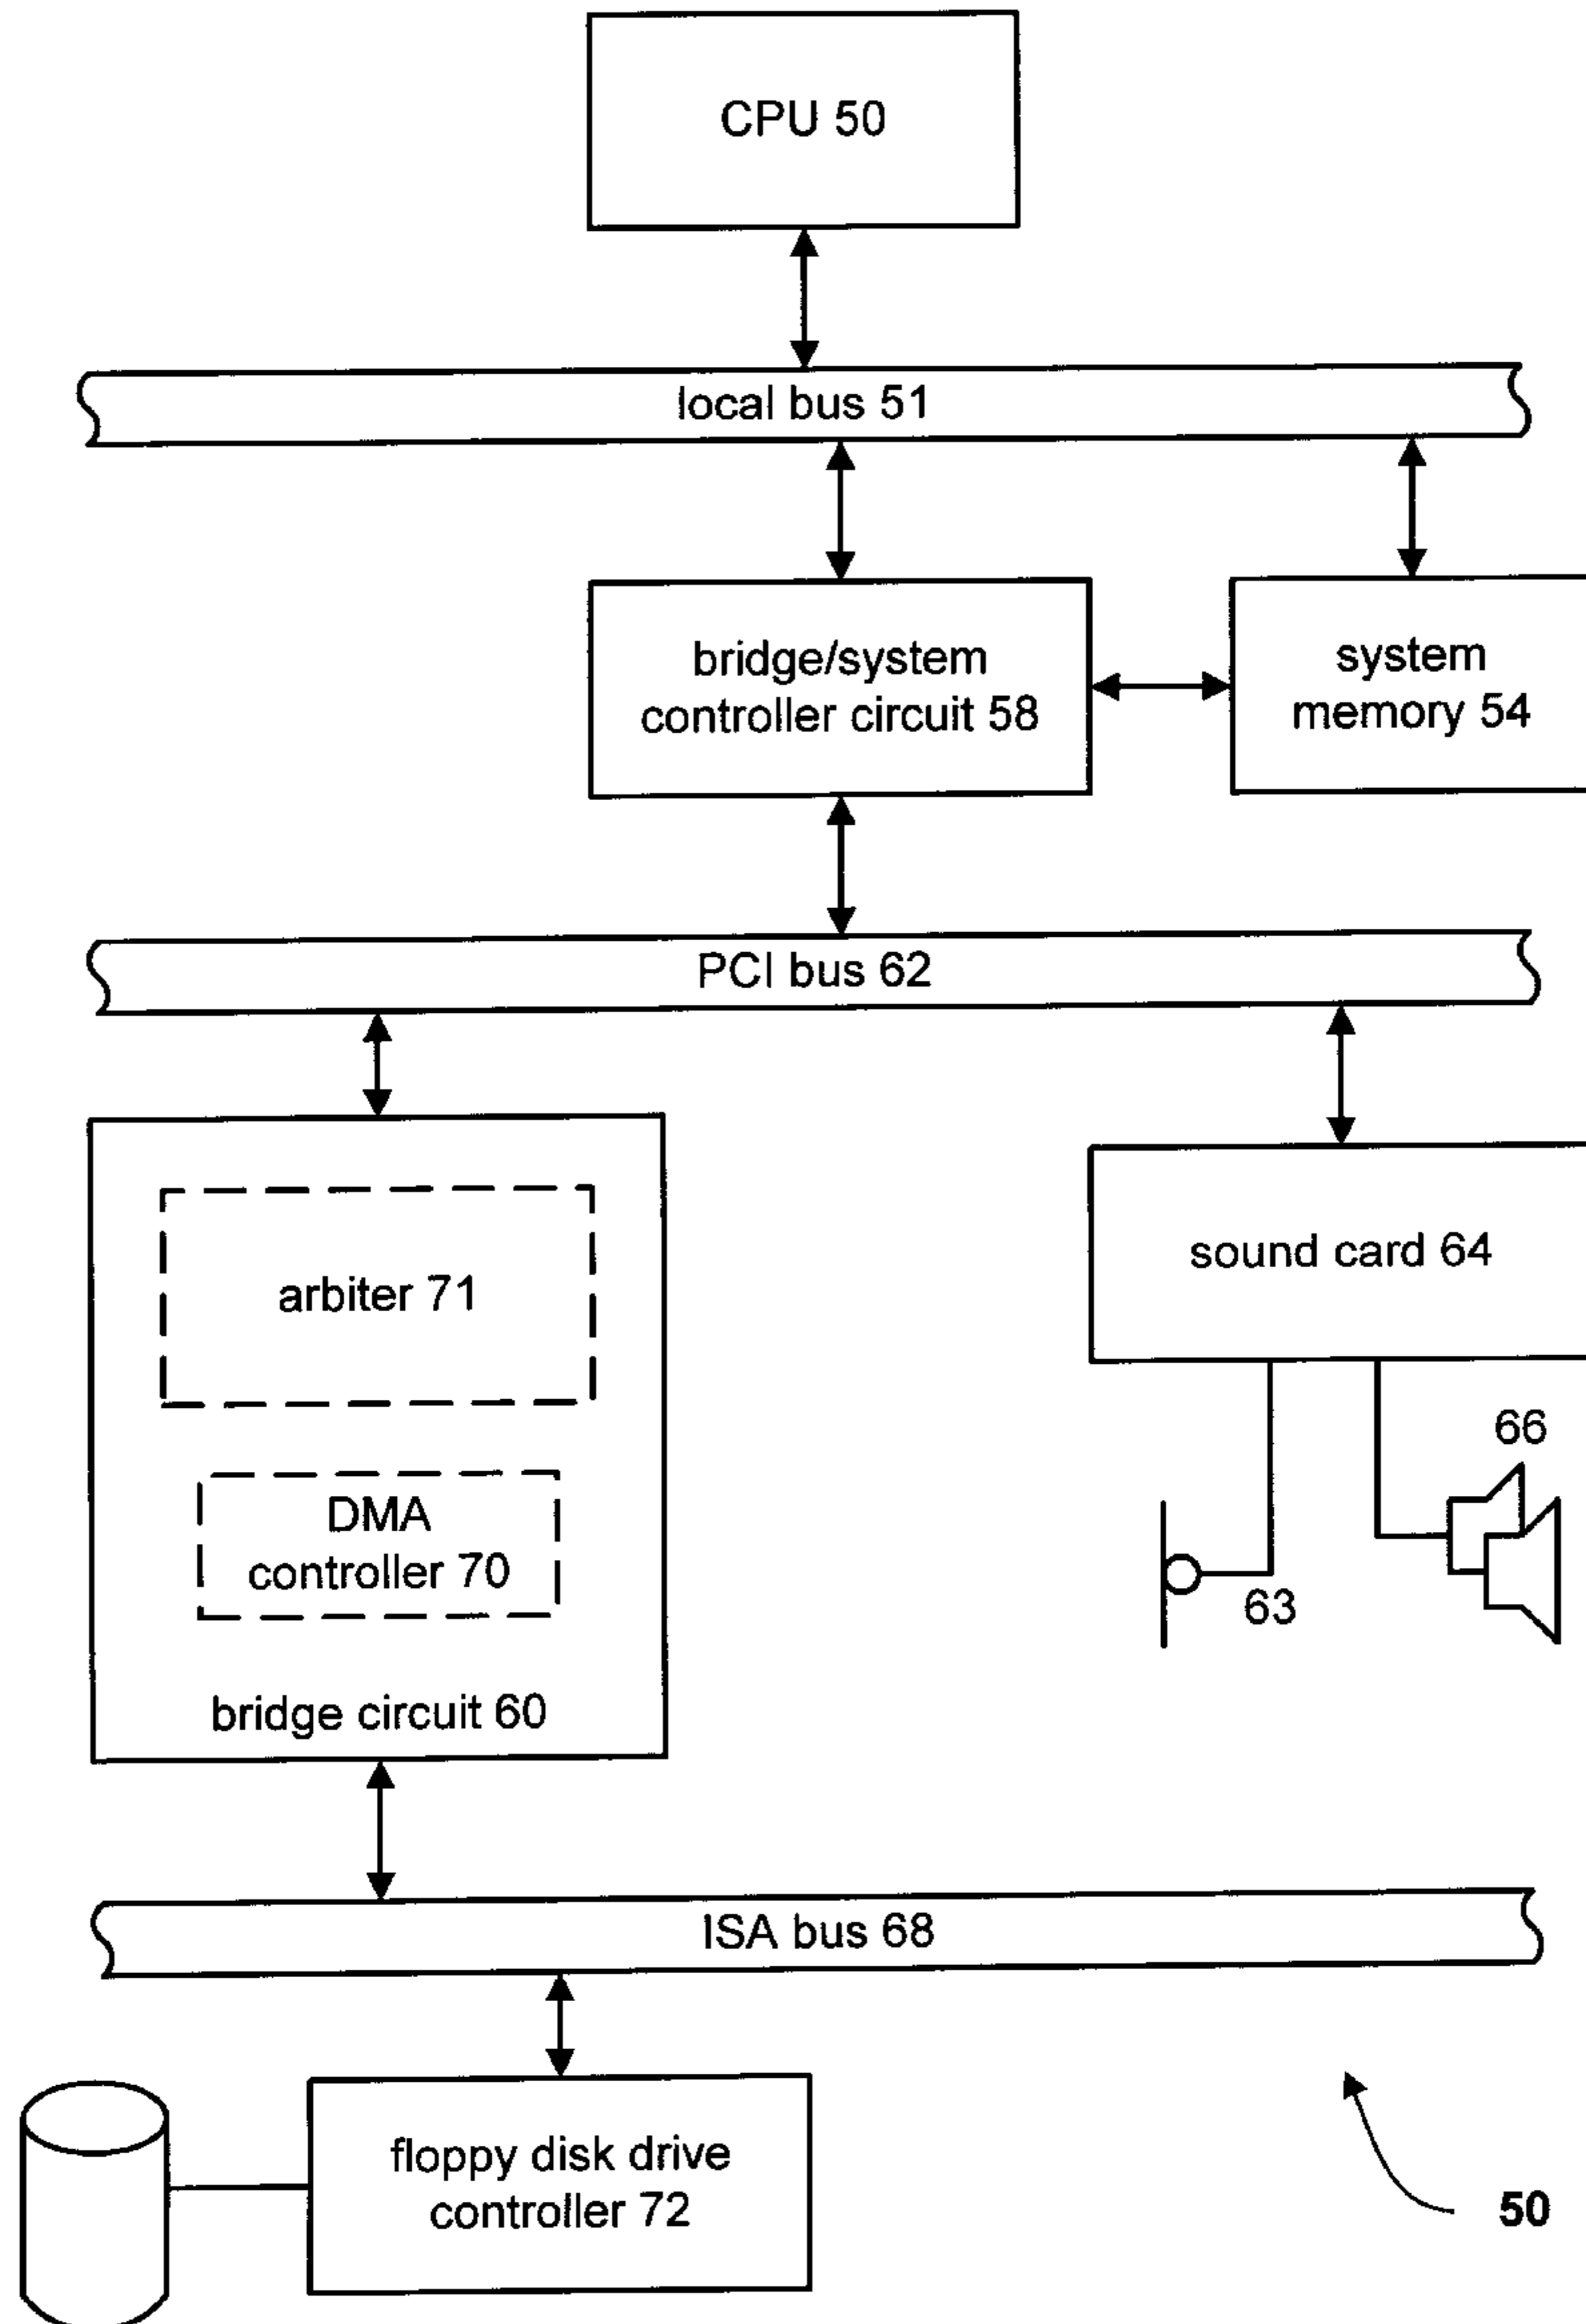 CPU 50
local bus 51
bridge/system
controller circuit 58
system
memory 54
PCI bus 62
arbiter 71
DMA
controller 70
bridge circuit 60
sound card 64
66
63
ISA bus 68
floppy disk drive
controller 72
50